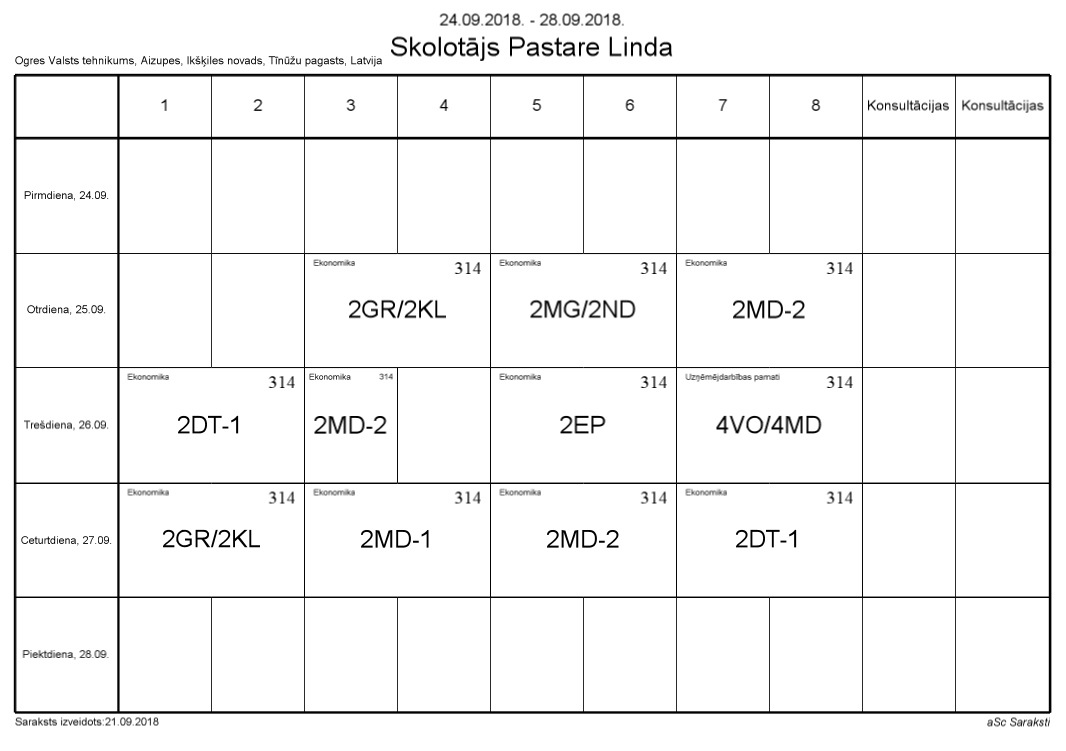 24.09.2018. - 28.09.2018.
Skolotājs Pastare Linda
Ogres Valsts tehnikums, Aizupes, Ikšķiles novads, Tīnūžu pagasts, Latvija
1 2 3 4 5 6 7 8 Konsultācijas Konsultācijas
Pirmdiena, 24.09.
Ekonomika 314 Ekonomika 314 Ekonomika 314
Otrdiena, 25.09. 2GR/2KL 2MG/2ND 2MD-2
Ekonomika 314 Ekonomika 314 Ekonomika 314 Uzņēmējdarbības pamati 314
Trešdiena, 26.09. 2DT-1 2MD-2 2EP 4VO/4MD
Ekonomika 314 Ekonomika 314 Ekonomika 314 Ekonomika 314
Ceturtdiena, 27.09. 2GR/2KL 2MD-1 2MD-2 2DT-1
Piektdiena, 28.09.
Saraksts izveidots:21.09.2018 aSc Saraksti